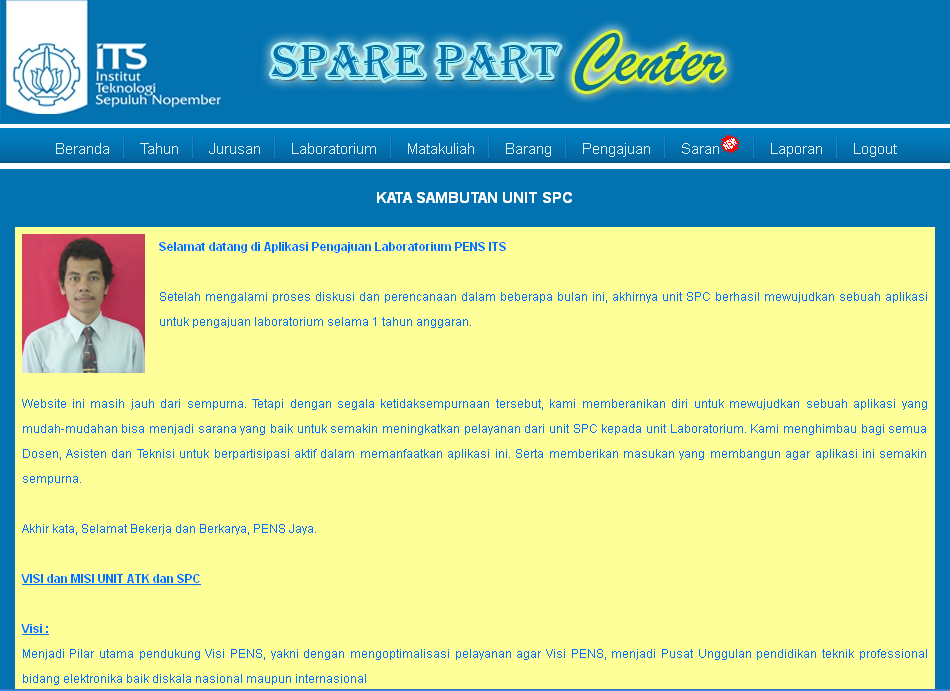 iTS
Institut
Teknologi
Sepuluh Nopember
SPARE PART Center
Beranda Tahun Jurusan Laboratorium Matakuliah Barang Pengajuan Saran NEW Laporan Logout
KATA SAMBUTAN UNIT SPC
Selamat datang di Aplikasi Pengajuan Laboratorium PENS ITS
Setelah mengalami proses diskusi dan perencanaan dalam beberapa bulan ini, akhirnya unit SPC berhasil mewujudkan sebuah aplikasi
untuk pengajuan laboratorium selama 1 tahun anggaran.
Website ini masih jauh dari sempurna. Tetapi dengan segala ketidaksempurnaan tersebut, kami memberanikan diri untuk mewujudkan sebuah aplikasi yang
mudah-mudahan bisa menjadi sarana yang baik untuk semakin meningkatkan pelayanan dari unit SPC kepada unit Laboratorium. Kami menghimbau bagi semua
Dosen, Asisten dan Teknisi untuk berpartisipasi aktif dalam memanfaatkan aplikasi ini. Serta memberikan masukan yang membangun agar aplikasi ini semakin
sempurna.
Akhir kata, Selamat Bekerja dan Berkarya, PENS Jaya.
VISI dan MISI UNIT ATK dan SPC
Visi :
Menjadi Pilar utama pendukung Visi PENS, yakni dengan mengoptimalisasi pelayanan agar Visi PENS, menjadi Pusat Unggulan pendidikan teknik professional
bidang elektronika baik diskala nasional maupun internasional